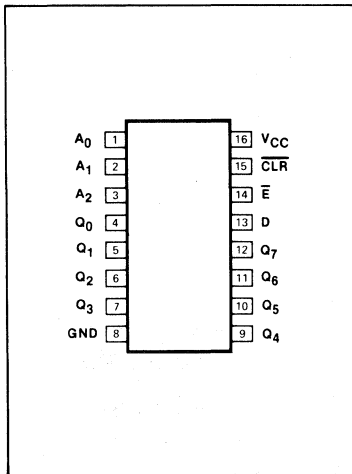 A0 1 16 VCC
A1 2 15 CLR
A2 3 14 E
Q0 4 13 D
Q1 5 12 Q7
Q2 6 11 Q6
Q3 7 10 Q5
GND 8 9 Q4